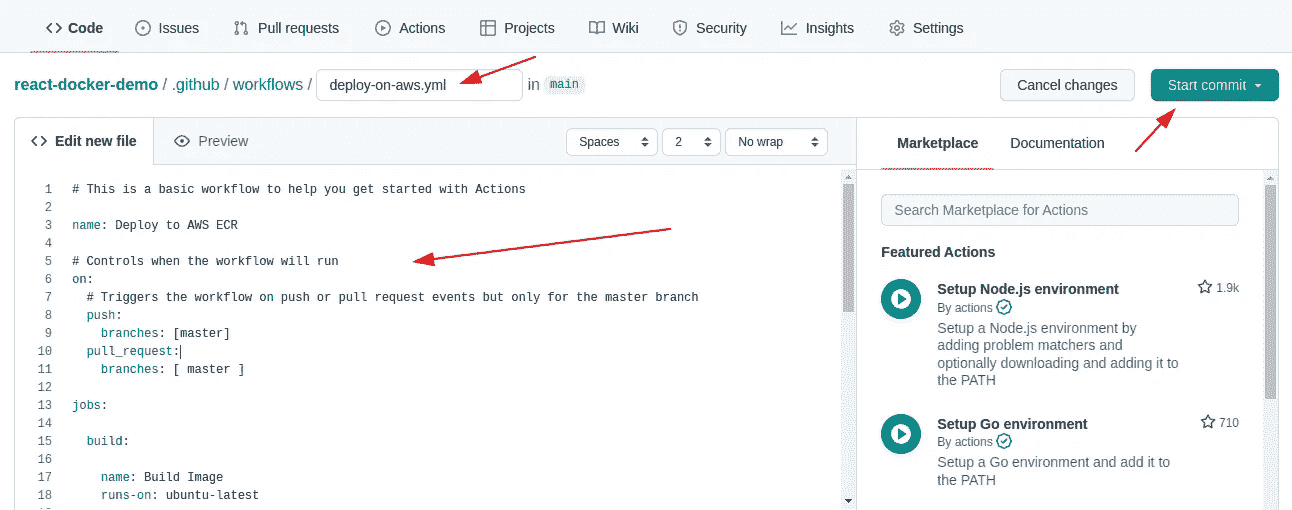 Code Issues Pull requests Actions Projects Wiki Security Insights Settings
react-docker-demo / .github / workflows / deploy-on-aws.yml in main Cancel changes Start commit
Edit new file Preview Spaces 2 No wrap
1 # This is a basic workflow to help you get started with Actions
2
3 name: Deploy to AWS ECR
4
5 # Controls when the workflow will run
6 on:
7 # Triggers the workflow on push or pull request events but only for the master branch
8 push:
9 branches: [master]
10 pull_request:
11 branches: [ master ]
12
13 jobs:
14
15 build:
16
17 name: Build Image
18 runs-on: ubuntu-latest
Marketplace Documentation
Search Marketplace for Actions
Featured Actions
Setup Node.js environment 1.9k
By actions
Setup a Node.js environment by
adding problem matchers and
optionally downloading and adding it to
the PATH
Setup Go environment 710
By actions
Setup a Go environment and add it to
the PATH